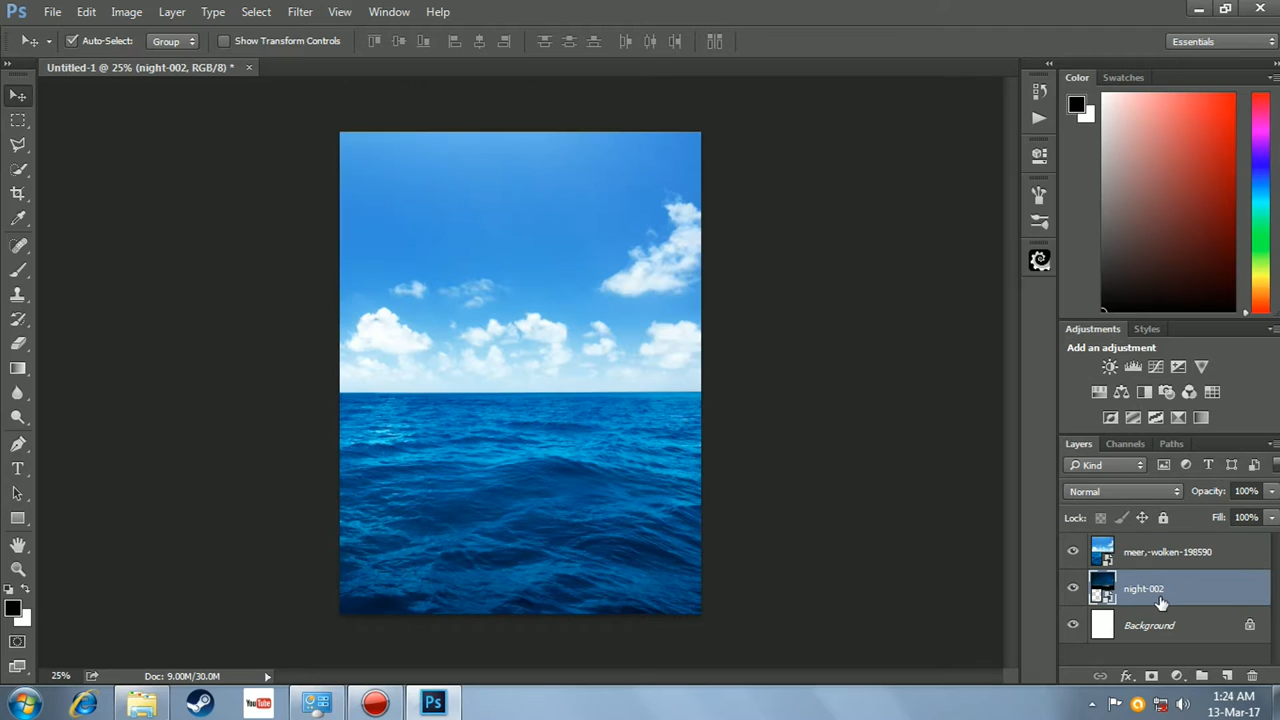 Ps File Edit Image Layer Type Select Filter View Window Help
Auto-Select: Group Show Transform Controls Essentials
Untitled-1 @ 25% (night-002, RGB/8) * ×
Color Swatches
Adjustments Styles
Add an adjustment
Layers Channels Paths
Kind
Normal Opacity: 100%
Lock: Fill: 100%
meer,-wolken-198590
night-002
Background
25% Doc: 9.00M/30.0M
You Tube Ps
1:24 AM
13-Mar-17